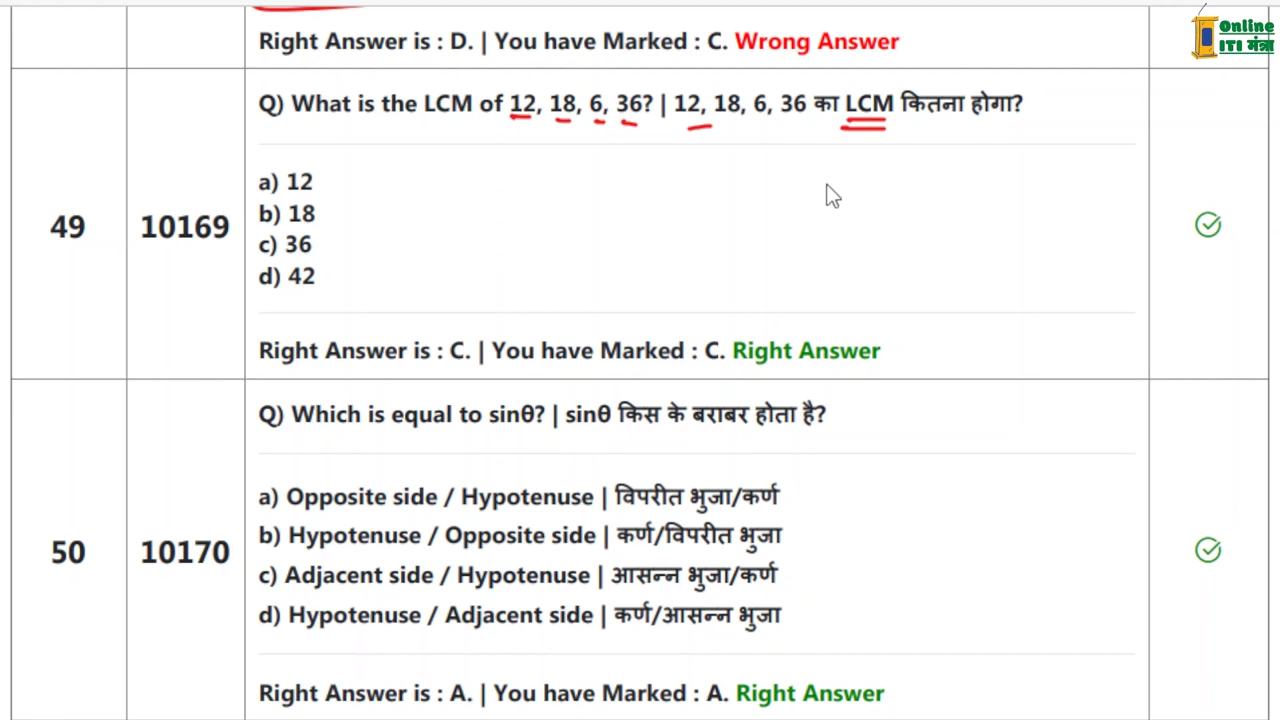 Online
ITI मंत्रा
Right Answer is : D. | You have Marked : C. Wrong Answer
49
10169
Q) What is the LCM of 12, 18, 6, 36? | 12, 18, 6, 36 का LCM कितना होगा?
a) 12
b) 18
c) 36
d) 42
Right Answer is : C. | You have Marked : C. Right Answer
50
10170
Q) Which is equal to sinθ? | sinθ किस के बराबर होता है?
a) Opposite side / Hypotenuse | विपरीत भुजा/कर्ण
b) Hypotenuse / Opposite side | कर्ण/विपरीत भुजा
c) Adjacent side / Hypotenuse | आसन्न भुजा/कर्ण
d) Hypotenuse / Adjacent side | कर्ण/आसन्न भुजा
Right Answer is : A. | You have Marked : A. Right Answer